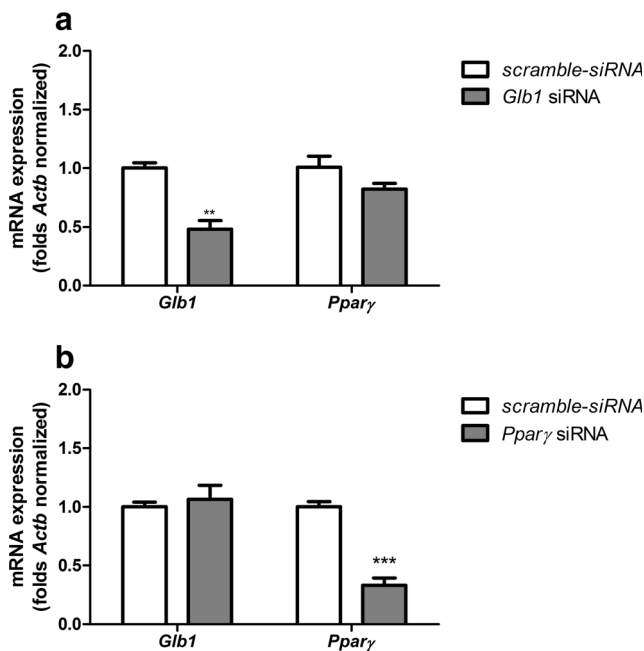 a
mRNA expression
(folds Actb normalized)
2.0
1.5
1.0
0.5
0.0
**
Glb1
Pparγ
scramble-siRNA
Glb1 siRNA
b
mRNA expression
(folds Actb normalized)
2.0
1.5
1.0
0.5
0.0
***
Glb1
Pparγ
scramble-siRNA
Pparγ siRNA